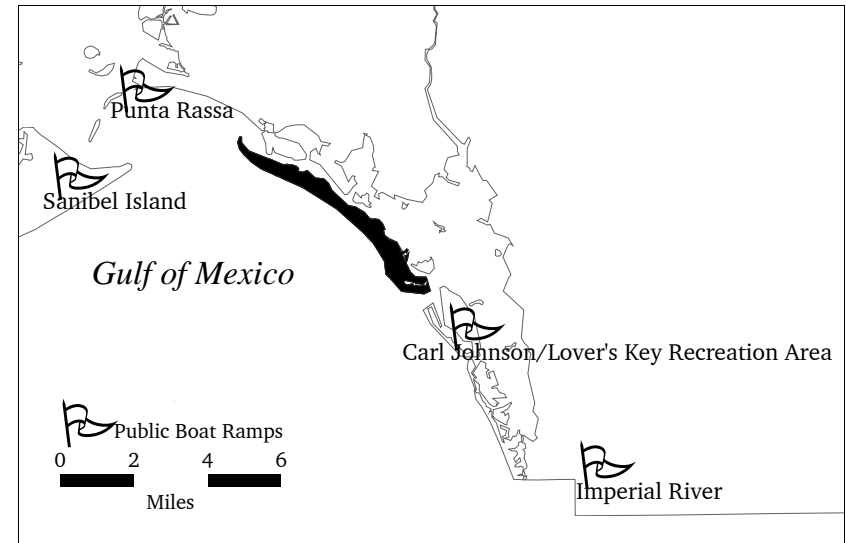 Punta Rassa
Sanibel Island
Gulf of Mexico
Carl Johnson/Lover's Key Recreation Area
Public Boat Ramps
0 2 4 6
Miles
Imperial River